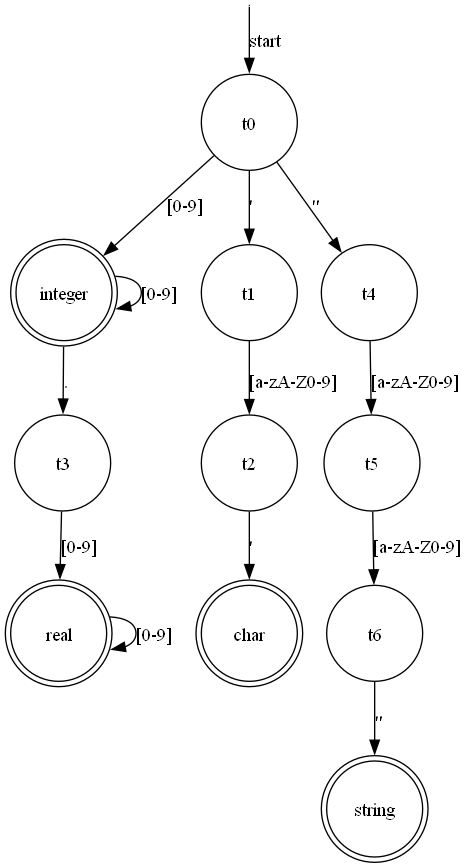 start
t0
[0-9]
'
"
integer
[0-9]
t1
t4
.
[a-zA-Z0-9]
[a-zA-Z0-9]
t3
t2
t5
[0-9]
'
[a-zA-Z0-9]
real
[0-9]
char
t6
"
string